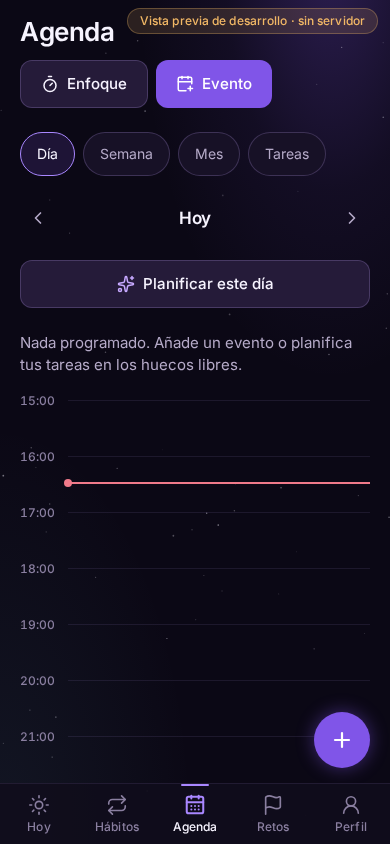 Agenda
Vista previa de desarrollo · sin servidor
Enfoque
Evento
Día
Semana
Mes
Tareas
Hoy
Planificar este día
Nada programado. Añade un evento o planifica
tus tareas en los huecos libres.
15:00
16:00
17:00
18:00
19:00
20:00
21:00
Hoy
Hábitos
Agenda
Retos
Perfil